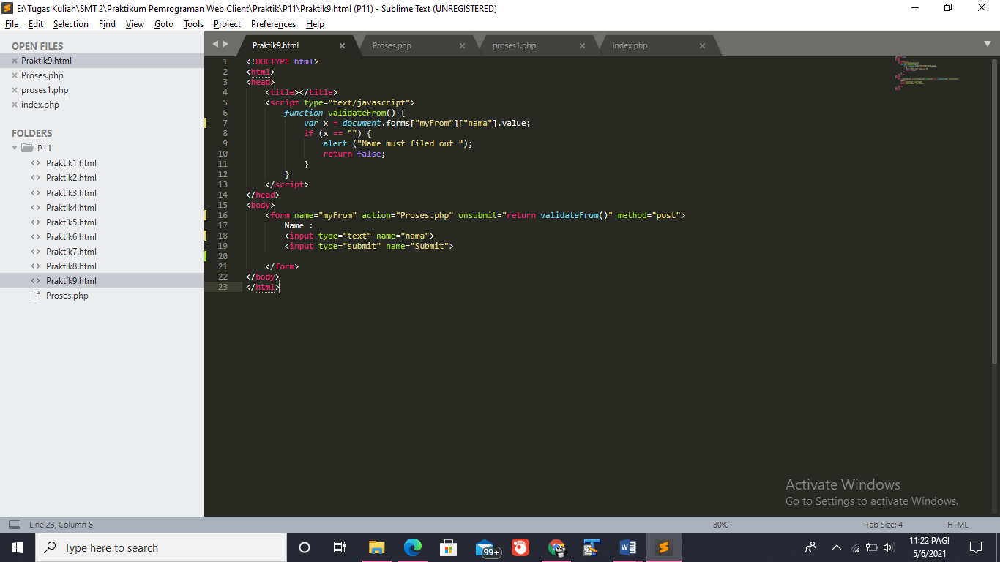 E:\Tugas Kuliah\SMT 2\Praktikum Pemrograman Web Client\Praktik\P11\Praktik9.html (P11) - Sublime Text (UNREGISTERED)
File Edit Selection Find View Goto Tools Project Preferences Help
OPEN FILES
Praktik9.html
Proses.php
proses1.php
index.php
FOLDERS
P11
Praktik1.html
Praktik2.html
Praktik3.html
Praktik4.html
Praktik5.html
Praktik6.html
Praktik7.html
Praktik8.html
Praktik9.html
Proses.php
Praktik9.html Proses.php proses1.php index.php
1 <!DOCTYPE html>
2 <html>
3 <head>
4 <title></title>
5 <script type="text/javascript">
6 function validateFrom() {
7 var x = document.forms["myFrom"]["nama"].value;
8 if (x == "") {
9 alert ("Name must filed out ");
10 return false;
11 }
12 }
13 </script>
14 </head>
15 <body>
16 <form name="myFrom" action="Proses.php" onsubmit="return validateFrom()" method="post">
17 Name :
18 <input type="text" name="nama">
19 <input type="submit" name="Submit">
20
21 </form>
22 </body>
23 </html>
Activate Windows
Go to Settings to activate Windows.
Line 23, Column 8 80% Tab Size: 4 HTML
Type here to search
99+
11:22 PAGI
5/6/2021